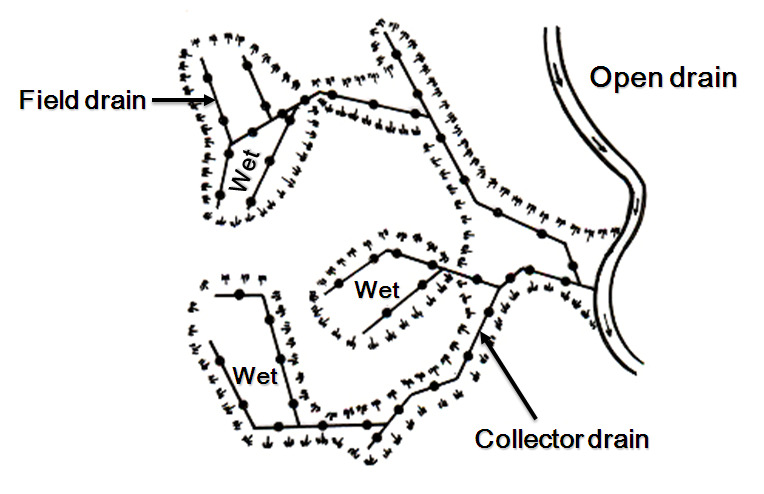 Open drain
Field drain
Wet
Wet
Wet
Collector drain